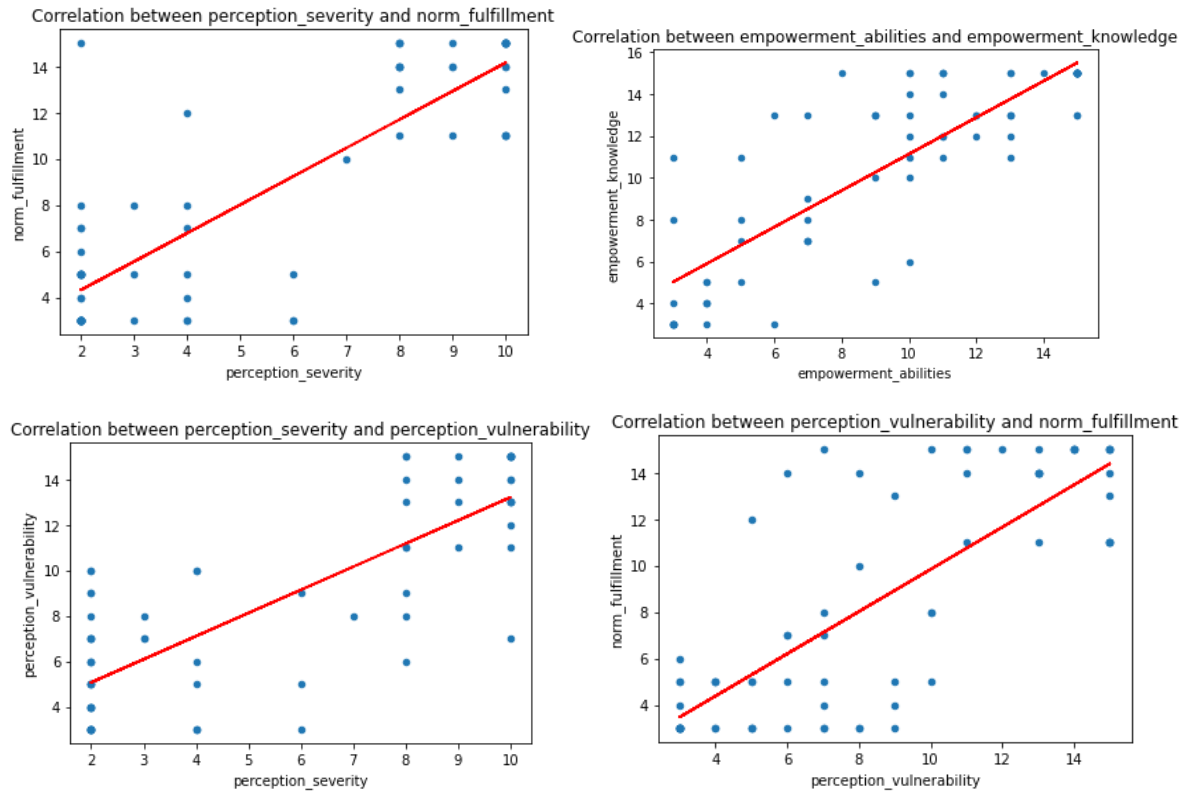 Correlation between perception_severity and norm_fulfillment
14
12
10
8
6
4
norm_fulfillment
2 3 4 5 6 7 8 9 10
perception_severity
Correlation between empowerment_abilities and empowerment_knowledge
16
14
12
10
8
6
4
empowerment_knowledge
4 6 8 10 12 14
empowerment_abilities
Correlation between perception_severity and perception_vulnerability
14
12
10
8
6
4
perception_vulnerability
2 3 4 5 6 7 8 9 10
perception_severity
Correlation between perception_vulnerability and norm_fulfillment
14
12
10
8
6
4
norm_fulfillment
4 6 8 10 12 14
perception_vulnerability